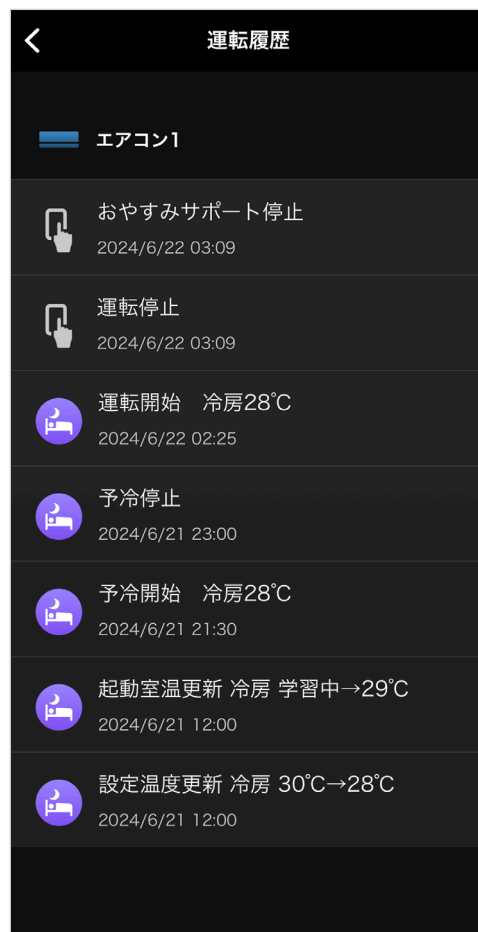 運転履歴
エアコン1
おやすみサポート停止
2024/6/22 03:09
運転停止
2024/6/22 03:09
運転開始　冷房28℃
2024/6/22 02:25
予冷停止
2024/6/21 23:00
予冷開始　冷房28℃
2024/6/21 21:30
起動室温更新 冷房 学習中→29℃
2024/6/21 12:00
設定温度更新 冷房 30℃→28℃
2024/6/21 12:00